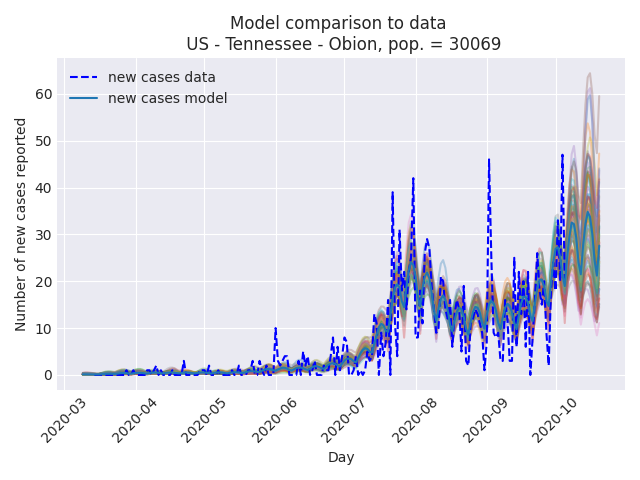 Model comparison to data
US - Tennessee - Obion, pop. = 30069
new cases data
new cases model
Number of new cases reported
60
50
40
30
20
10
0
2020-03
2020-04
2020-05
2020-06
2020-07
2020-08
2020-09
2020-10
Day